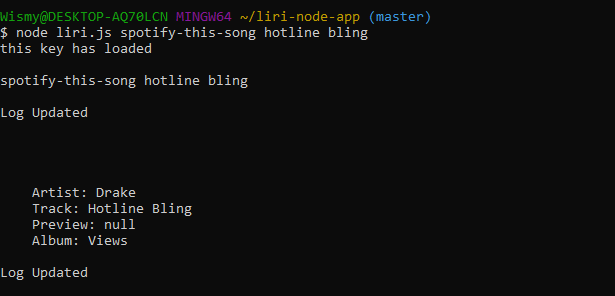 Wismy@DESKTOP-AQ70LCN MINGW64 ~/liri-node-app (master)
$ node liri.js spotify-this-song hotline bling
this key has loaded
spotify-this-song hotline bling
Log Updated
Artist: Drake
Track: Hotline Bling
Preview: null
Album: Views
Log Updated